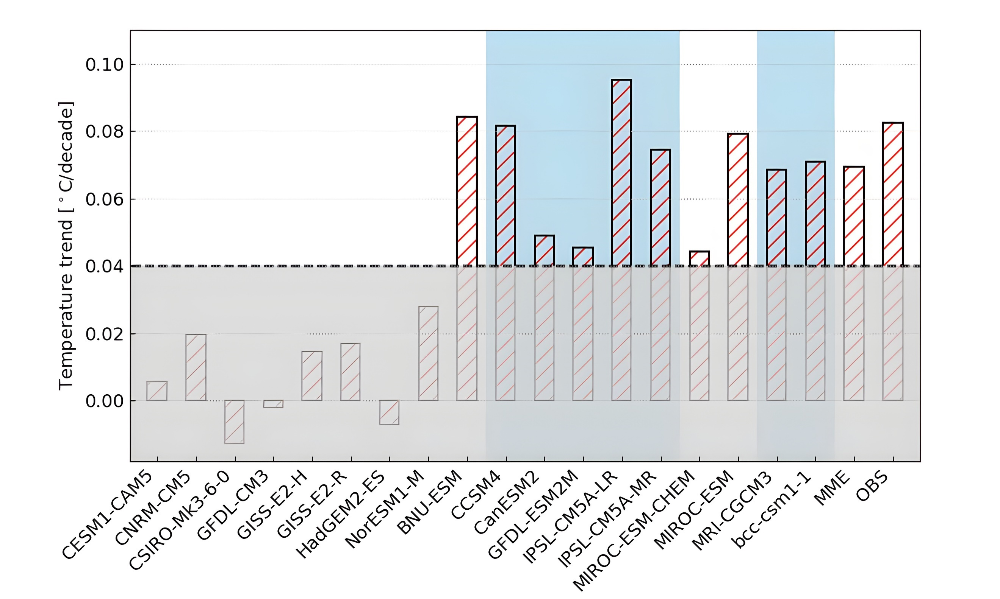 Temperature trend [°C/decade]
0.10
0.08
0.06
0.04
0.02
0.00
CESM1-CAM5
CNRM-CM5
CSIRO-Mk3-6-0
GFDL-CM3
GISS-E2-H
GISS-E2-R
HadGEM2-ES
NorESM1-M
BNU-ESM
CCSM4
CanESM2
GFDL-ESM2M
IPSL-CM5A-LR
IPSL-CM5A-MR
MIROC-ESM-CHEM
MIROC-ESM
MRI-CGCM3
bcc-csm1-1
MME
OBS